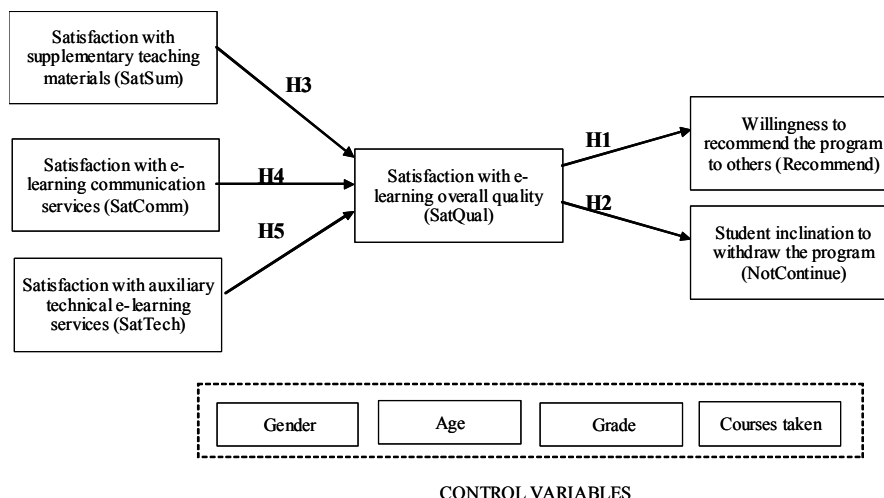 Satisfaction with
supplementary teaching
materials (SatSum)
H3
Satisfaction with e-
learning communication
services (SatComm)
H4
H5
Satisfaction with auxiliary
technical e-learning
services (SatTech)
Satisfaction with e-
learning overall quality
(SatQual)
H1
H2
Willingness to
recommend the program
to others (Recommend)
Student inclination to
withdraw the program
(NotContinue)
Gender
Age
Grade
Courses taken
CONTROL VARIABLES